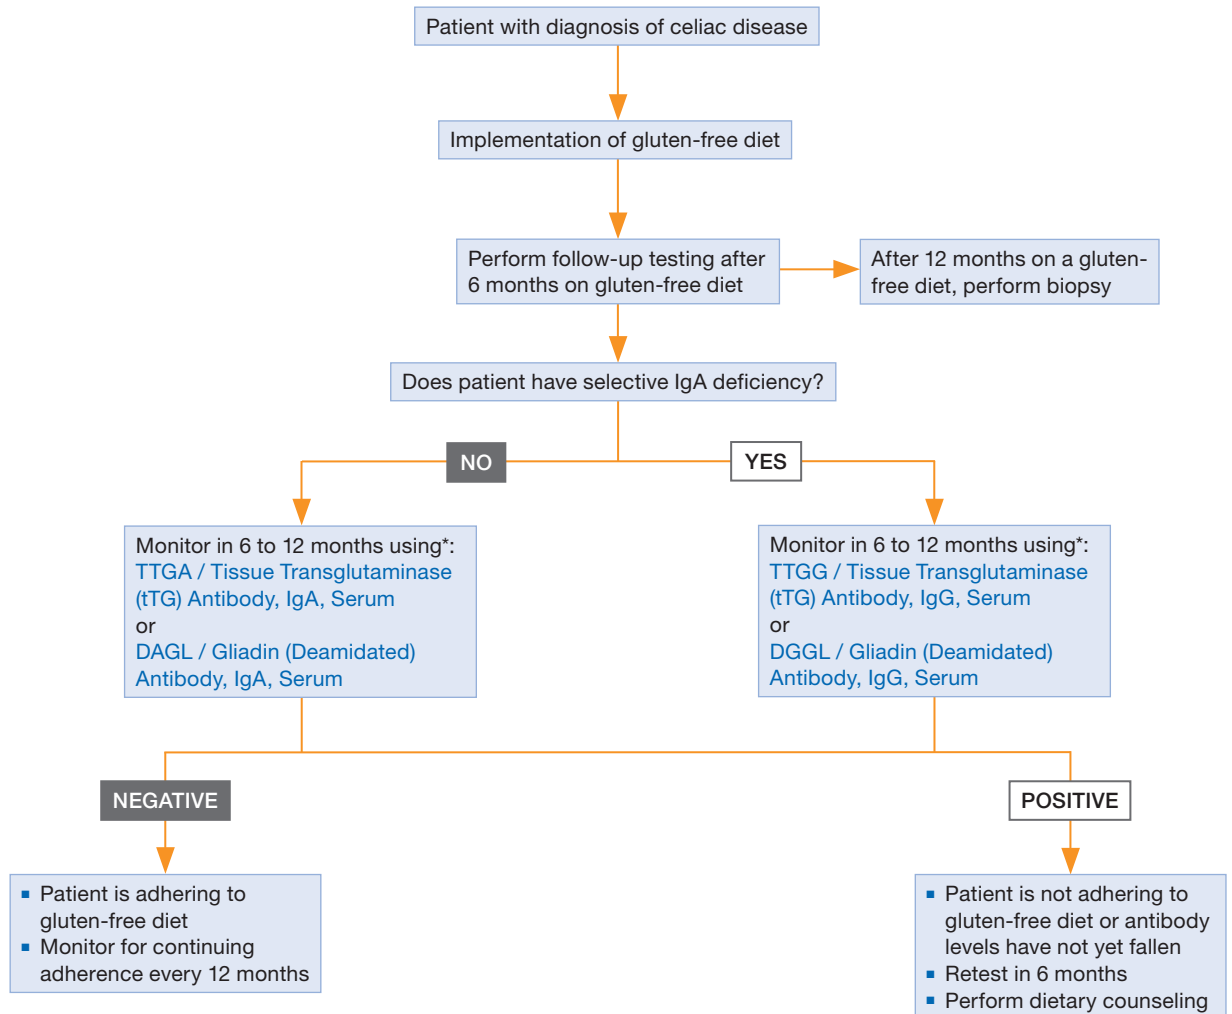 Patient with diagnosis of celiac disease
Implementation of gluten-free diet
Perform follow-up testing after
6 months on gluten-free diet
After 12 months on a gluten-
free diet, perform biopsy
Does patient have selective IgA deficiency?
NO
YES
Monitor in 6 to 12 months using*:
TTGA / Tissue Transglutaminase
(tTG) Antibody, IgA, Serum
or
DAGL / Gliadin (Deamidated)
Antibody, IgA, Serum
Monitor in 6 to 12 months using*:
TTGG / Tissue Transglutaminase
(tTG) Antibody, IgG, Serum
or
DGGL / Gliadin (Deamidated)
Antibody, IgG, Serum
NEGATIVE
POSITIVE
▪ Patient is adhering to
gluten-free diet
▪ Monitor for continuing
adherence every 12 months
▪ Patient is not adhering to
gluten-free diet or antibody
levels have not yet fallen
▪ Retest in 6 months
▪ Perform dietary counseling